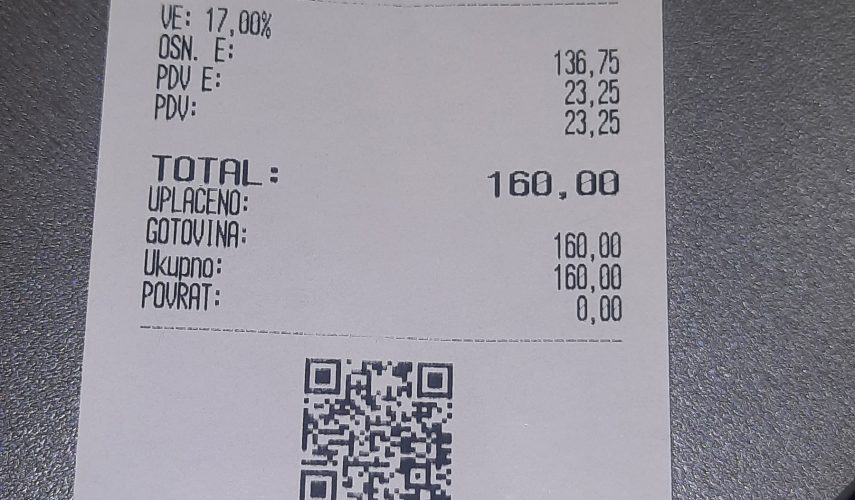 VE: 17,00%
OSN. E: 136,75
PDV E: 23,25
PDV: 23,25
TOTAL: 160,00
UPLAĆENO:
GOTOVINA: 160,00
Ukupno: 160,00
POVRAT: 0,00